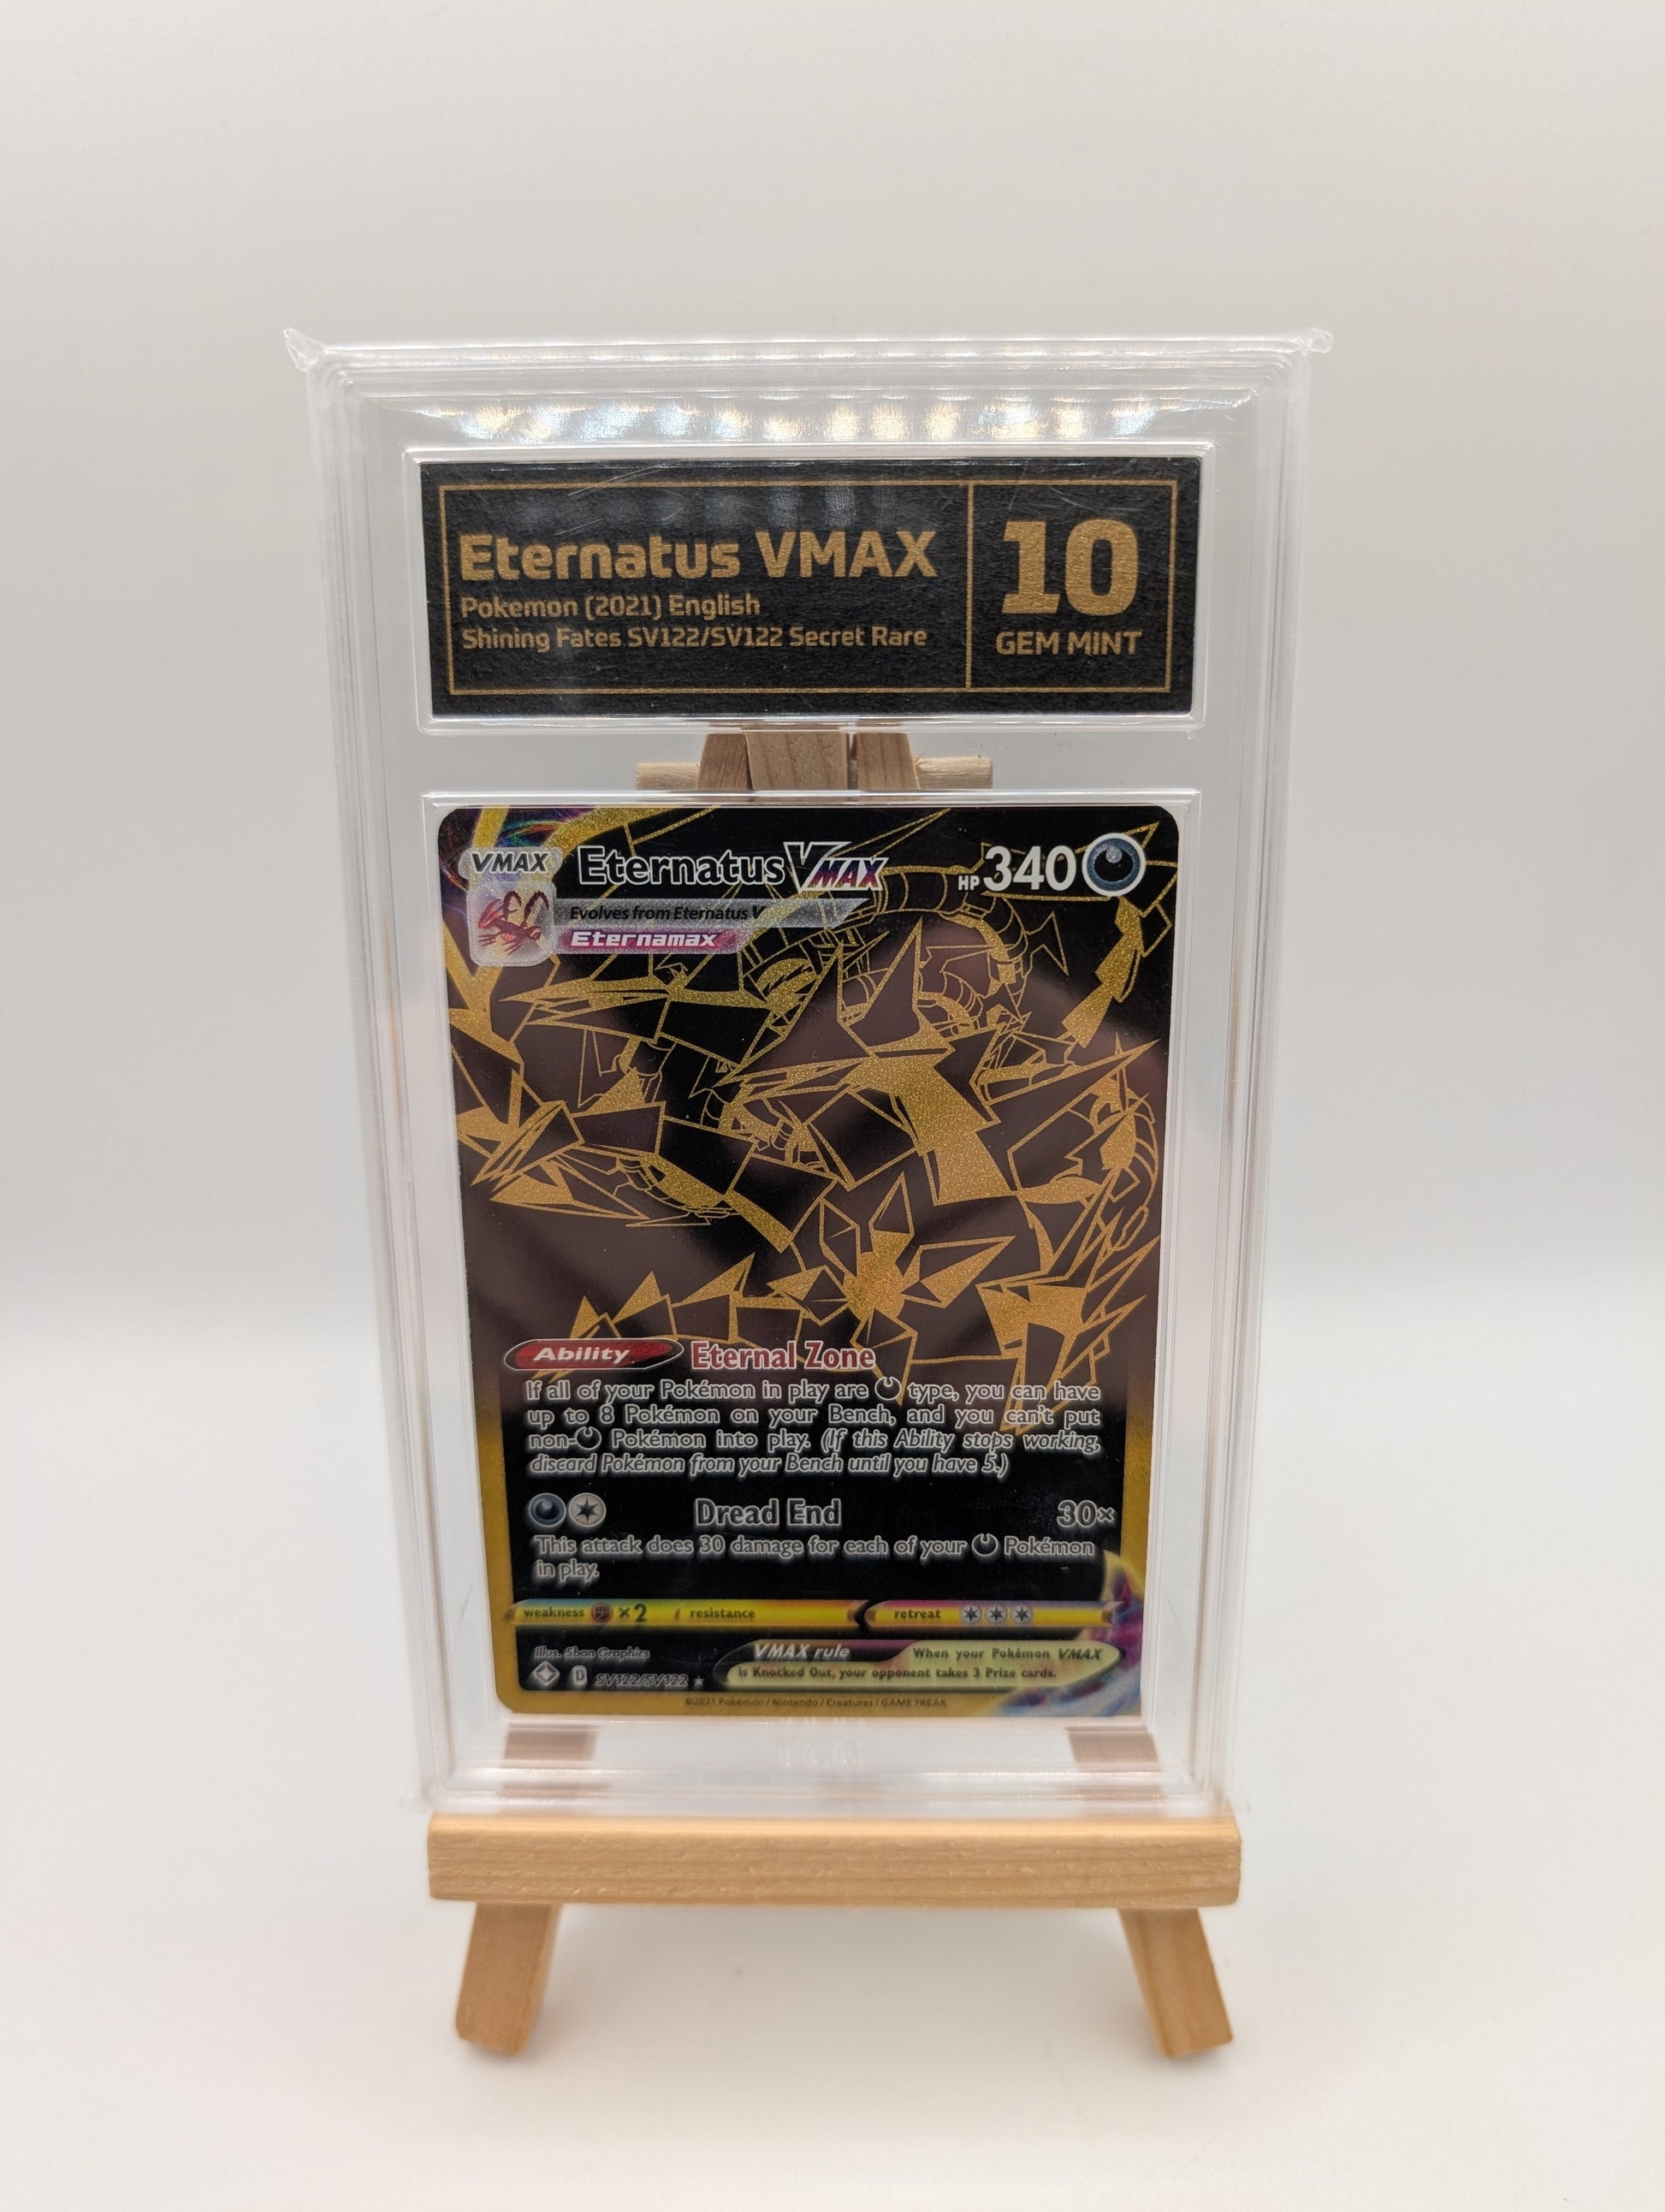 Eternatus VMAX
Pokemon (2021) English
Shining Fates SV122/SV122 Secret Rare
10
GEM MINT
VMAX
Eternatus VMAX
HP 340
Evolves from Eternatus V
Eternamax
Ability Eternal Zone
If all of your Pokémon in play are type, you can have
up to 8 Pokémon on your Bench, and you can't put
non- Pokémon into play. (If this Ability stops working,
discard Pokémon from your Bench until you have 5.)
Dread End 30×
This attack does 30 damage for each of your Pokémon
in play.
weakness ×2 resistance retreat
Illus. 5ban Graphics
D SV122/SV122
VMAX rule When your Pokémon VMAX
is Knocked Out, your opponent takes 3 Prize cards.
©2021 Pokémon / Nintendo / Creatures / GAME FREAK